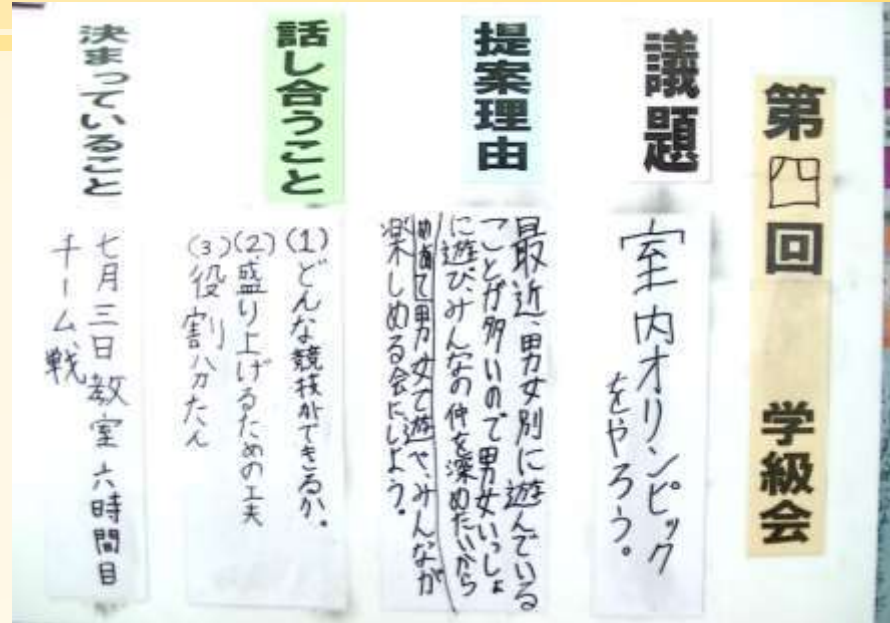 第四回 学級会
議題
室内オリンピック
をやろう。
提案理由
最近、男女別に遊んでいる
ことが多いので男女いっしょ
に遊び、みんなの仲を深めたいから
めあて男女で遊べ、みんなが
楽しめる会にしよう。
話し合うこと
(1)どんな競技ができるか。
(2)盛り上げるための工夫
(3)役割分たん
決まっていること
七月三日教室六時間目
チーム戦